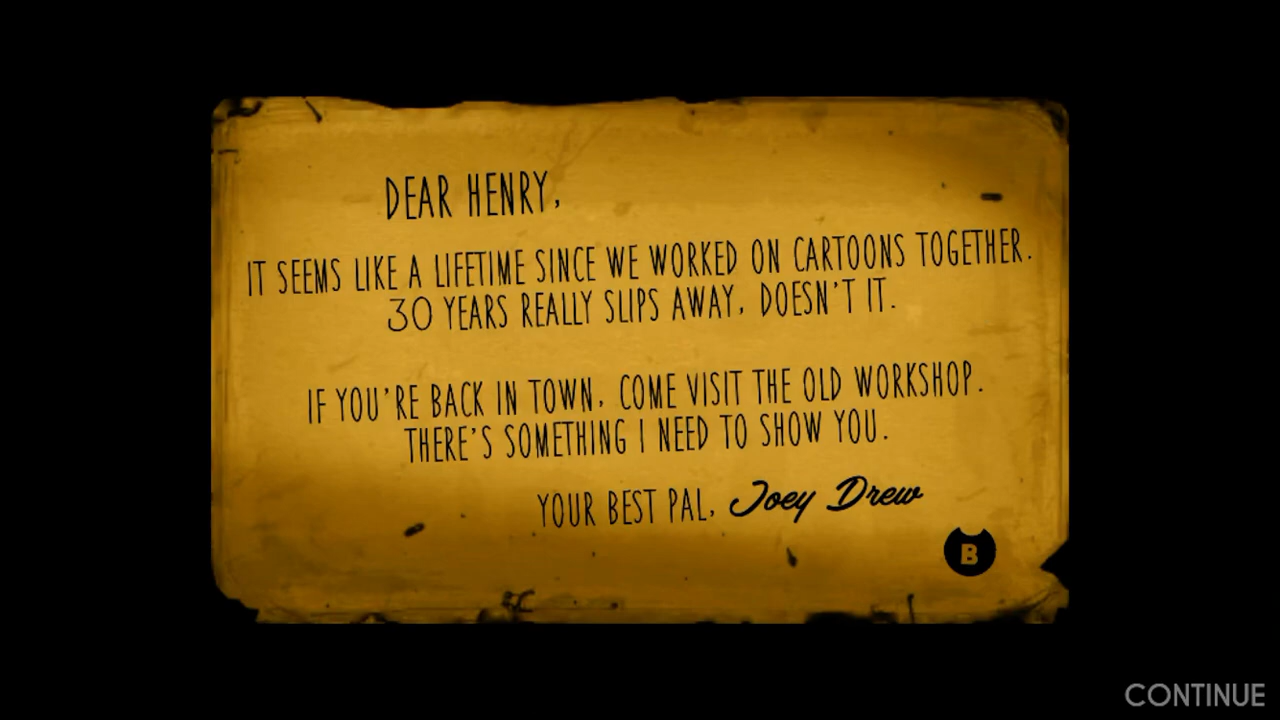 DEAR HENRY,
IT SEEMS LIKE A LIFETIME SINCE WE WORKED ON CARTOONS TOGETHER.
30 YEARS REALLY SLIPS AWAY, DOESN'T IT.
IF YOU'RE BACK IN TOWN, COME VISIT THE OLD WORKSHOP.
THERE'S SOMETHING I NEED TO SHOW YOU.
YOUR BEST PAL, Joey Drew
B
CONTINUE